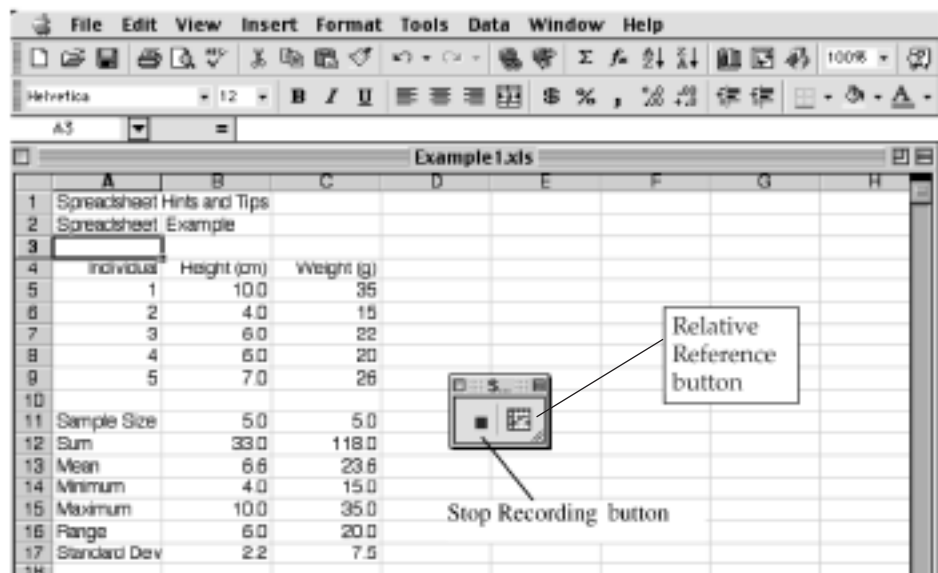 File Edit View Insert Format Tools Data Window Help
100%
Helvetica 12 B I U $ % ,
A3 =
Example1.xls
A B C D E F G H
1 Spreadsheet Hints and Tips
2 Spreadsheet Example
3
4 Individual Height (cm) Weight (g)
5 1 10.0 35
6 2 4.0 15
7 3 6.0 22
8 4 6.0 20
9 5 7.0 26
10
11 Sample Size 5.0 5.0
12 Sum 33.0 118.0
13 Mean 6.6 23.6
14 Minimum 4.0 15.0
15 Maximum 10.0 35.0
16 Range 6.0 20.0
17 Standard Dev 2.2 7.5
18
S...
Relative
Reference
button
Stop Recording button